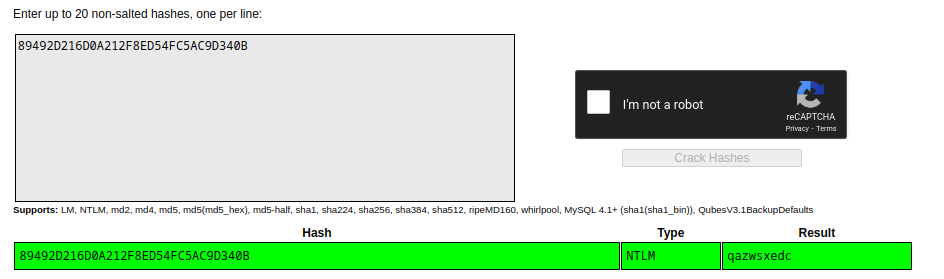 Enter up to 20 non-salted hashes, one per line:
89492D216D0A212F8ED54FC5AC9D340B
I'm not a robot
reCAPTCHA
Privacy - Terms
Crack Hashes
Supports: LM, NTLM, md2, md4, md5, md5(md5_hex), md5-half, sha1, sha224, sha256, sha384, sha512, ripeMD160, whirlpool, MySQL 4.1+ (sha1(sha1_bin)), QubesV3.1BackupDefaults
Hash Type Result
89492D216D0A212F8ED54FC5AC9D340B NTLM qazwsxedc